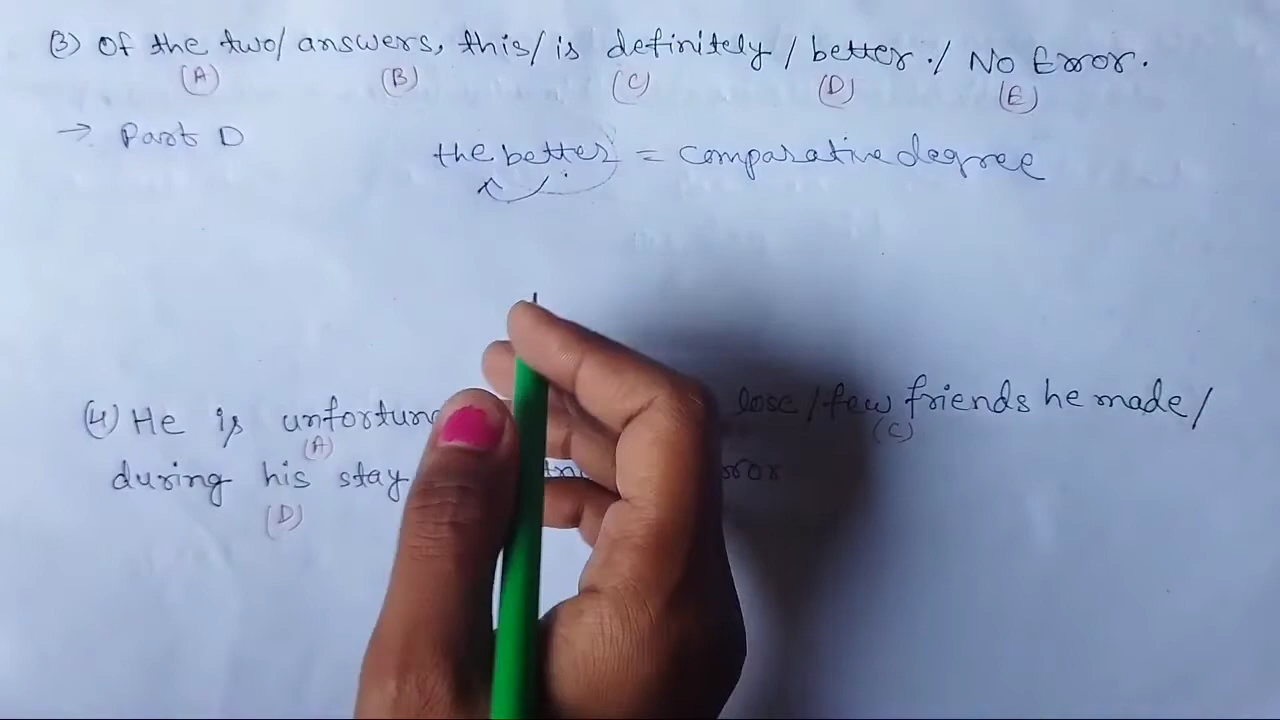 (3) Of the two/ answers, this/ is definitely / better./ No Error.
(A) (B) (C) (D) (E)
→ Part D
the better = comparative degree
(4) He is lose/few friends he made/
(A) (C)
during his stay
(D)